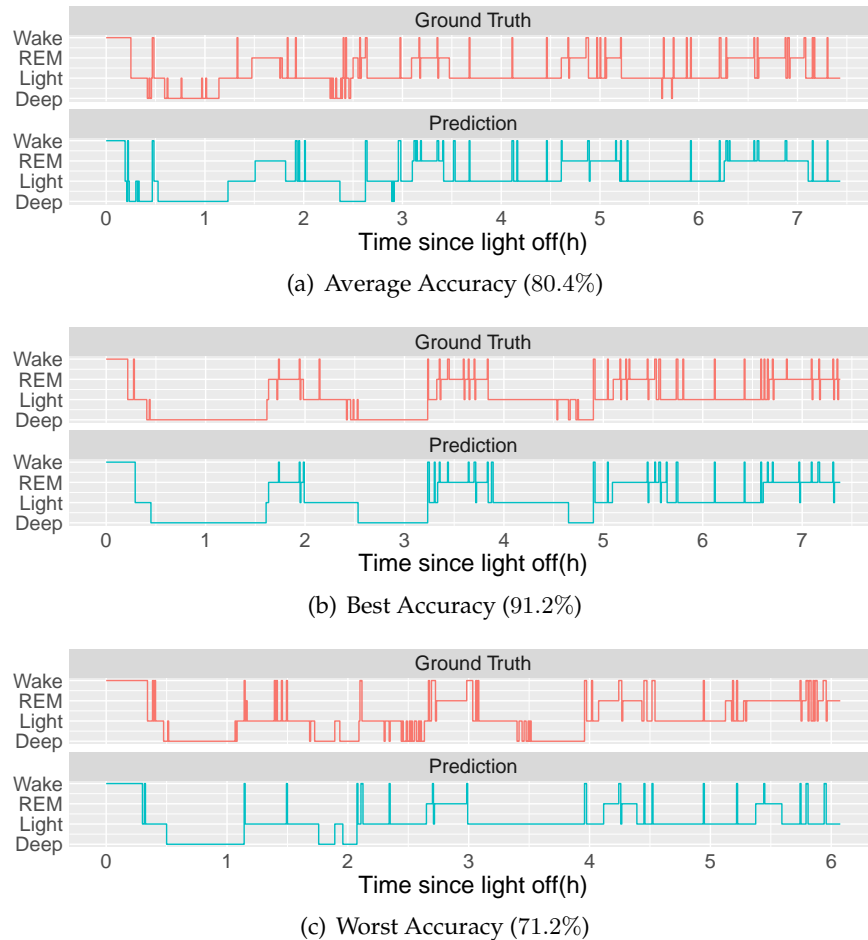 Ground Truth
Wake
REM
Light
Deep
Prediction
Wake
REM
Light
Deep
0 1 2 3 4 5 6 7
Time since light off(h)
(a) Average Accuracy (80.4%)
Ground Truth
Wake
REM
Light
Deep
Prediction
Wake
REM
Light
Deep
0 1 2 3 4 5 6 7
Time since light off(h)
(b) Best Accuracy (91.2%)
Ground Truth
Wake
REM
Light
Deep
Prediction
Wake
REM
Light
Deep
0 1 2 3 4 5 6
Time since light off(h)
(c) Worst Accuracy (71.2%)